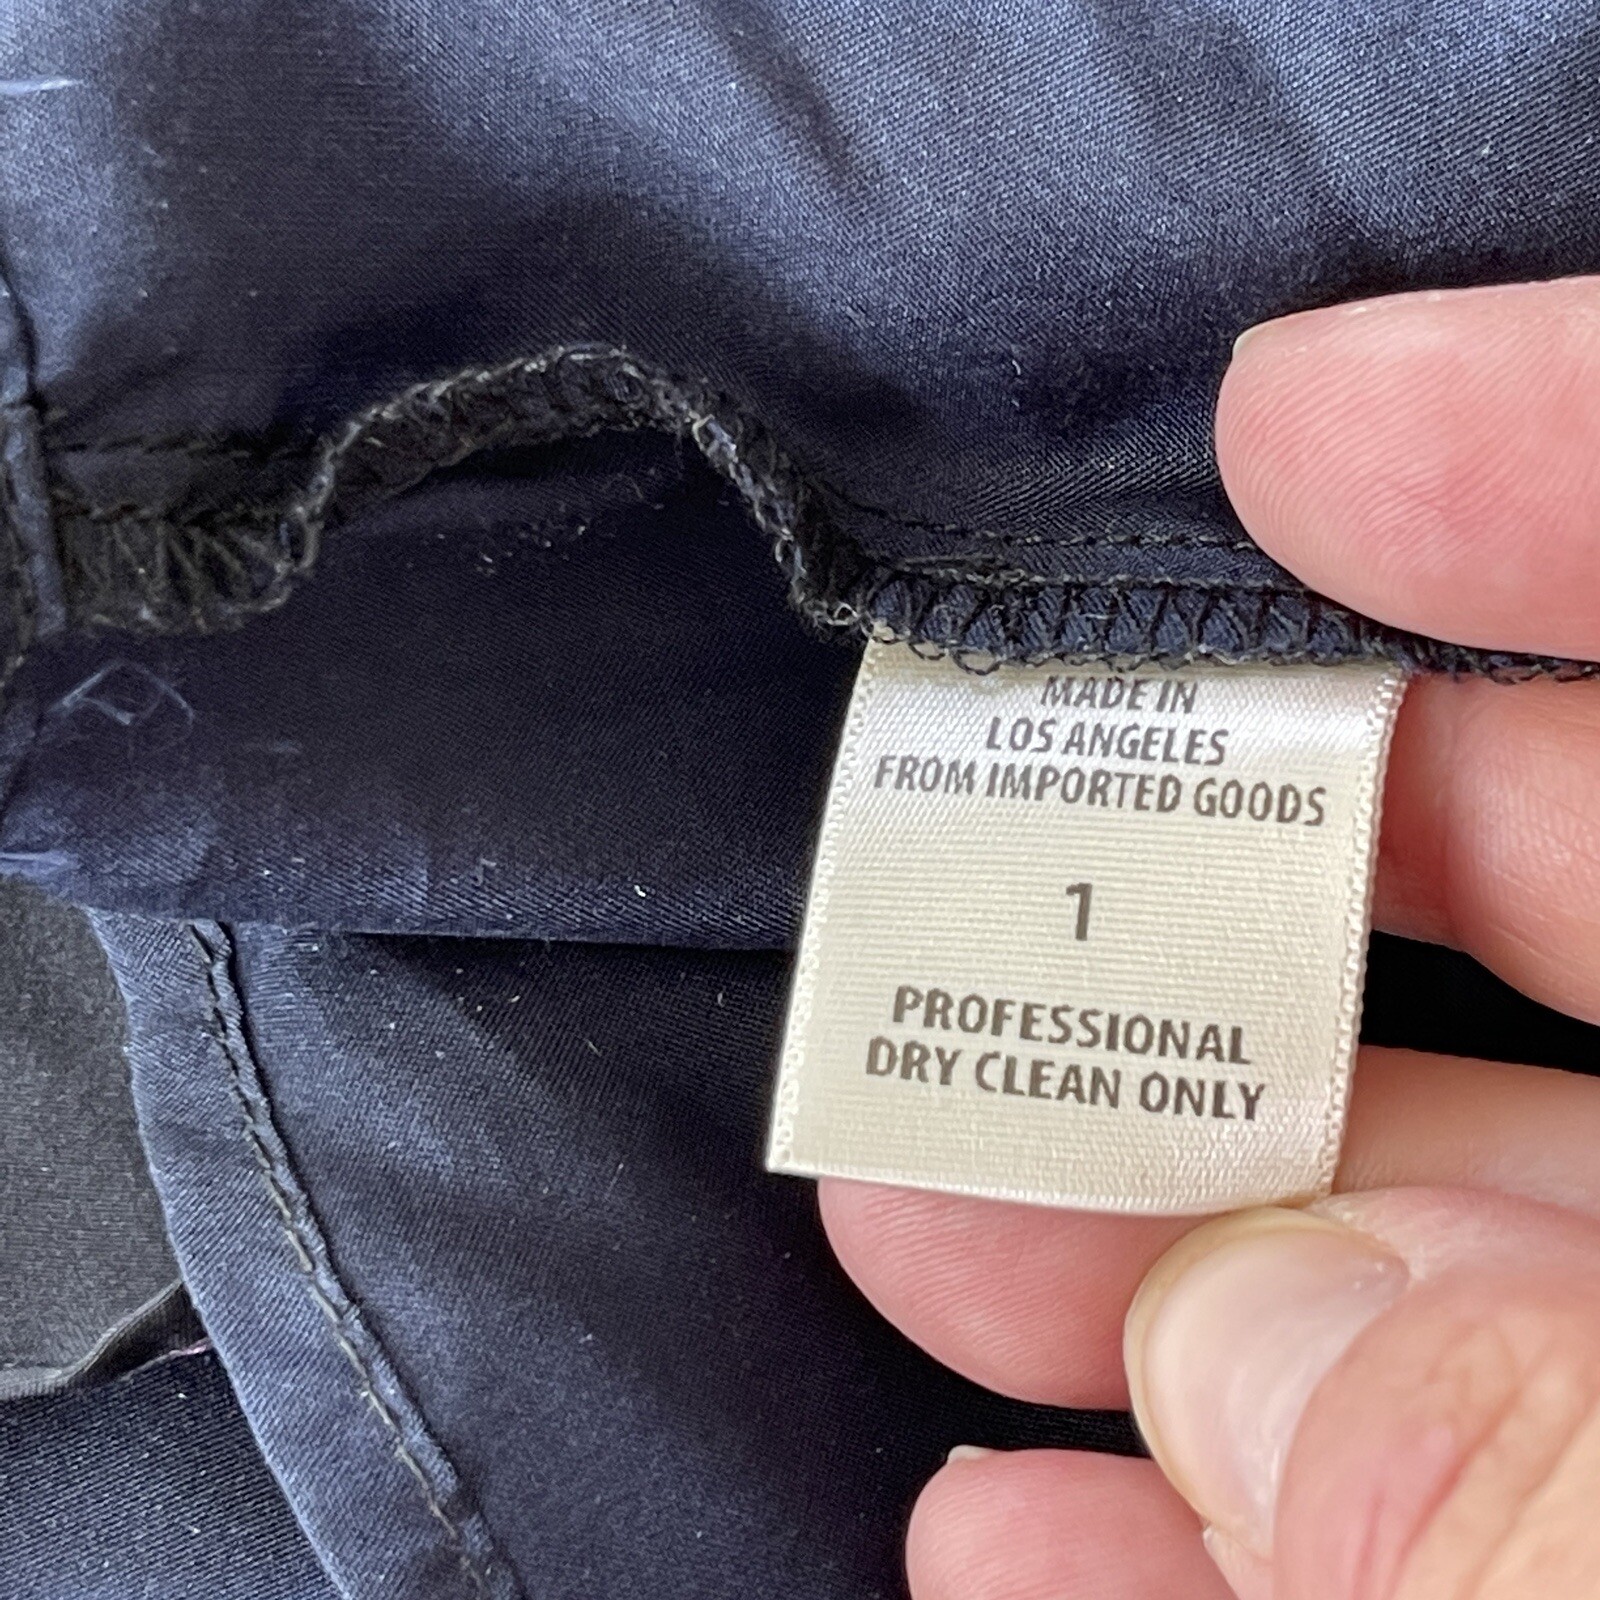 MADE IN
LOS ANGELES
FROM IMPORTED GOODS
1
PROFESSIONAL
DRY CLEAN ONLY